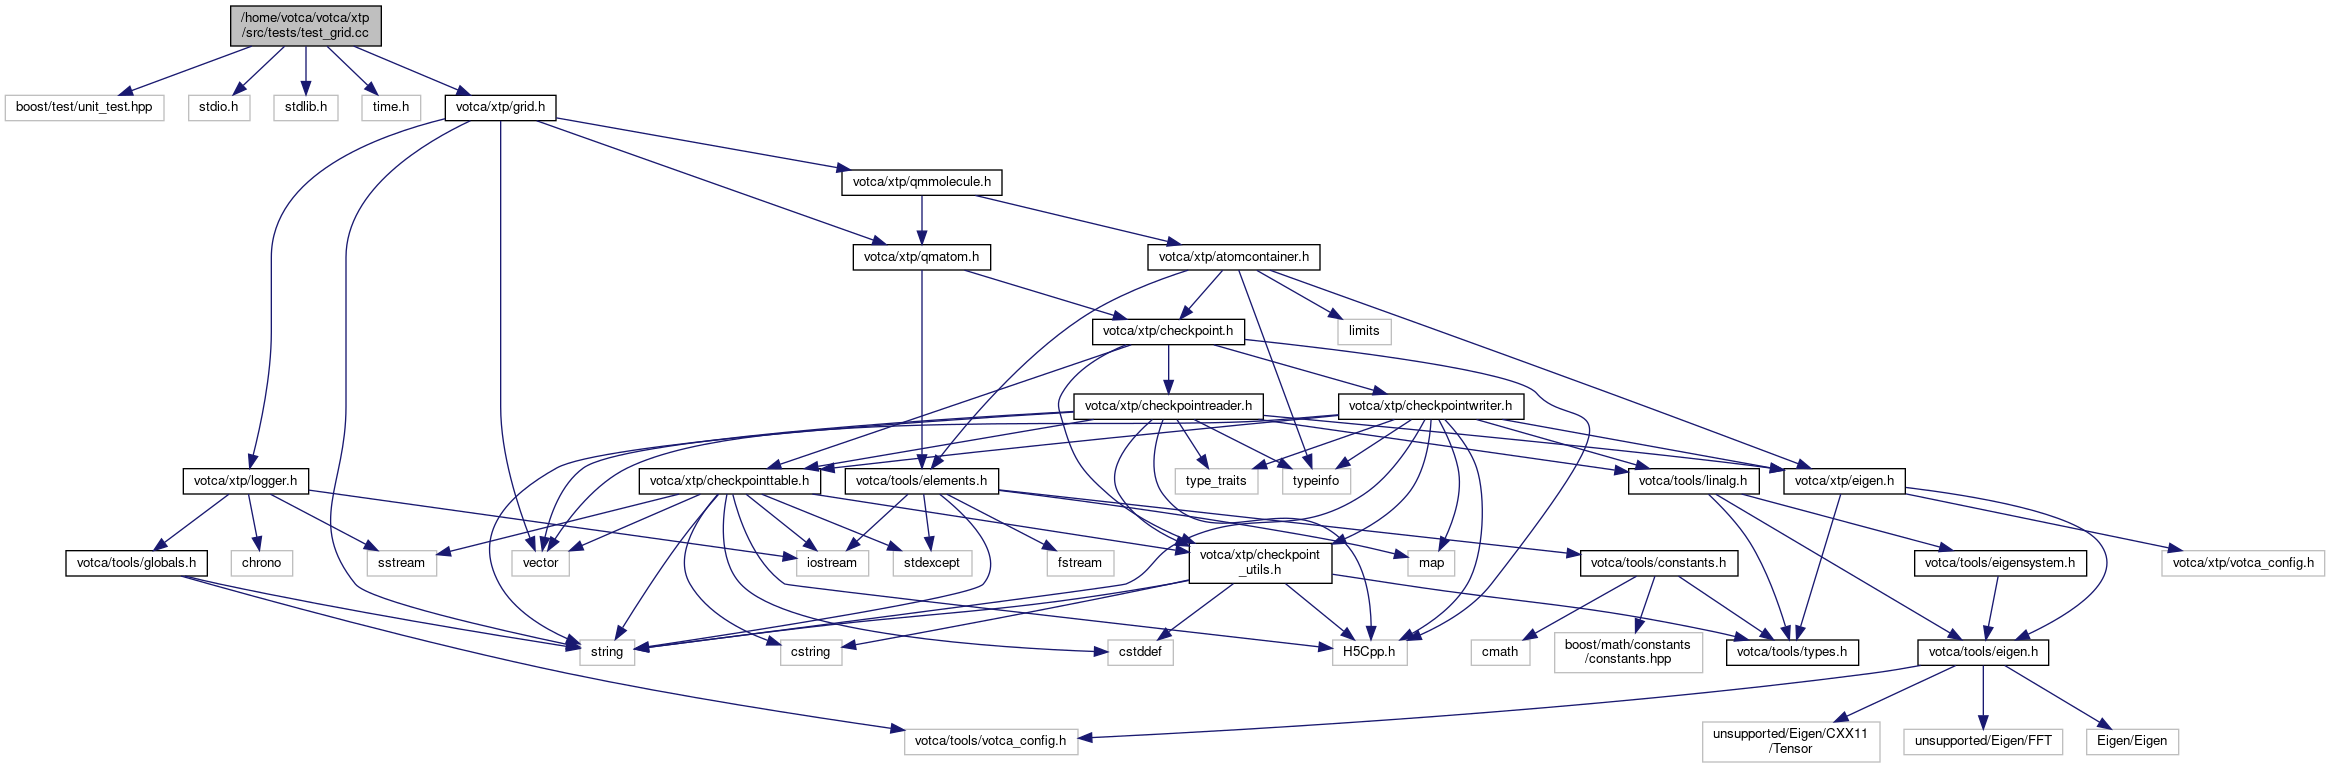 /home/votca/votca/xtp
/src/tests/test_grid.cc
boost/test/unit_test.hpp
stdio.h
stdlib.h
time.h
votca/xtp/grid.h
votca/xtp/qmmolecule.h
votca/xtp/qmatom.h
votca/xtp/atomcontainer.h
votca/xtp/checkpoint.h
limits
votca/xtp/checkpointreader.h
votca/xtp/checkpointwriter.h
votca/xtp/logger.h
votca/xtp/checkpointtable.h
votca/tools/elements.h
type_traits
typeinfo
votca/tools/linalg.h
votca/xtp/eigen.h
votca/tools/globals.h
chrono
sstream
vector
iostream
stdexcept
fstream
votca/xtp/checkpoint
_utils.h
map
votca/tools/constants.h
votca/tools/eigensystem.h
votca/xtp/votca_config.h
string
cstring
cstddef
H5Cpp.h
cmath
boost/math/constants
/constants.hpp
votca/tools/types.h
votca/tools/eigen.h
votca/tools/votca_config.h
unsupported/Eigen/CXX11
/Tensor
unsupported/Eigen/FFT
Eigen/Eigen